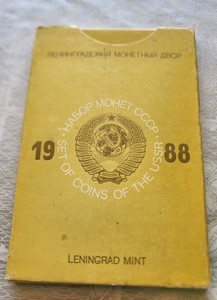 ЛЕНИНГРАДСКИЙ МОНЕТНЫЙ ДВОР
· НАБОР МОНЕТ СССР ·
19 88
SET OF COINS OF THE USSR
LENINGRAD MINT